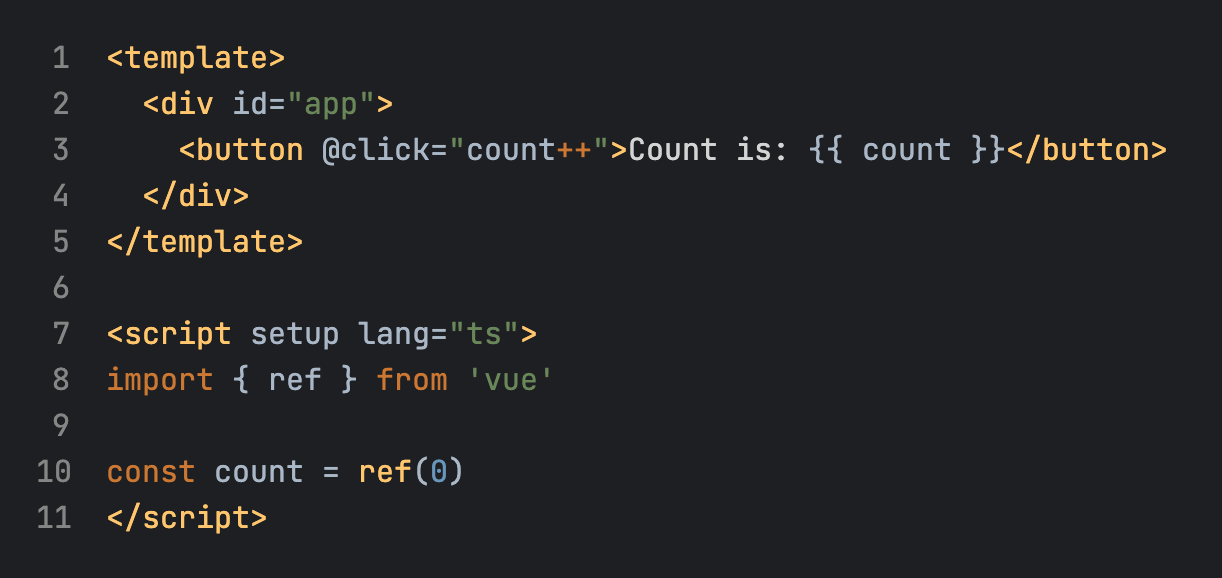 1 <template>
2   <div id="app">
3     <button @click="count++">Count is: {{ count }}</button>
4   </div>
5 </template>
6
7 <script setup lang="ts">
8 import { ref } from 'vue'
9
10 const count = ref(0)
11 </script>